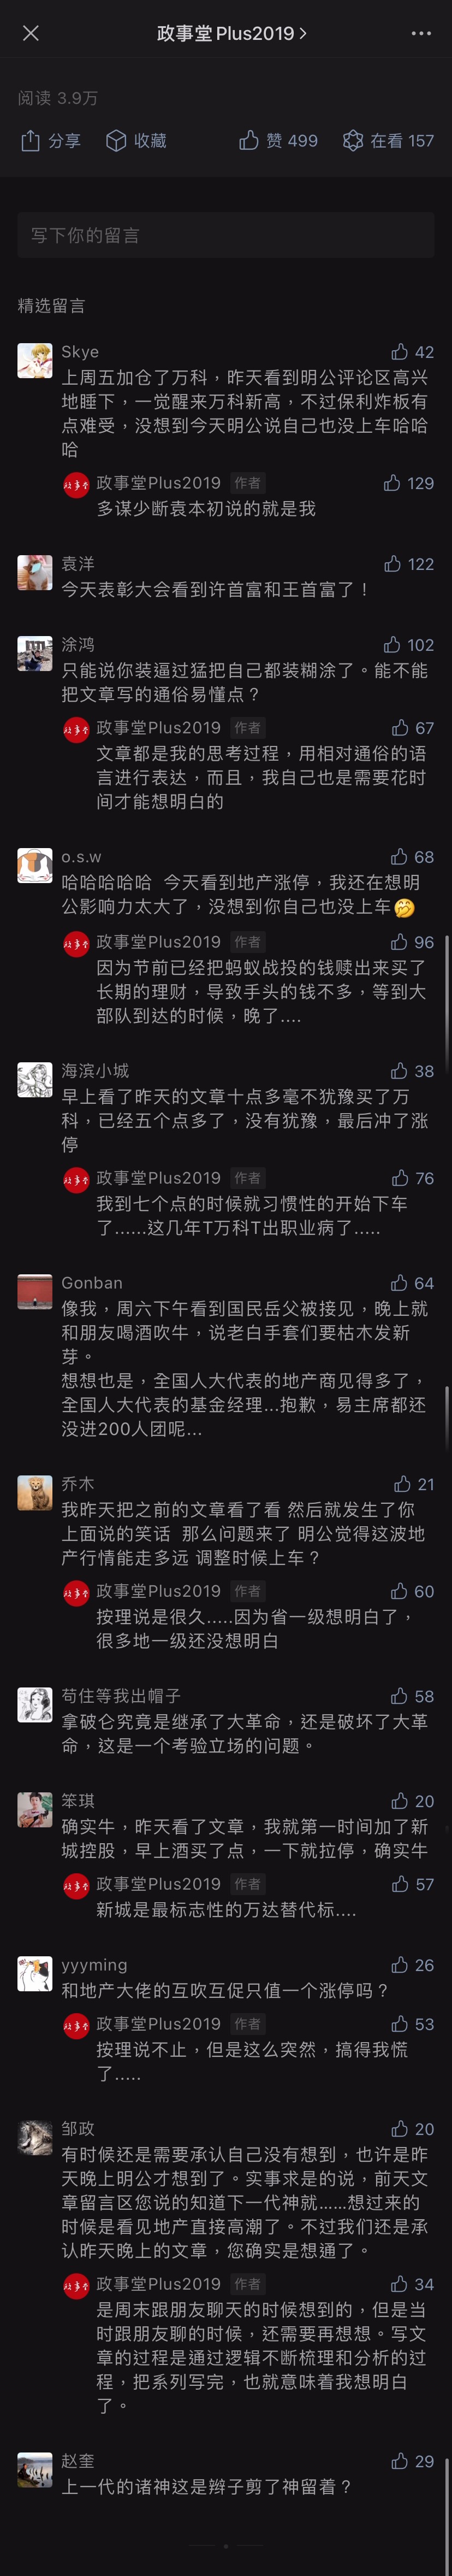 政事堂Plus2019
阅读 3.9万
分享
收藏
赞 499
在看 157
写下你的留言
精选留言
Skye
42
上周五加仓了万科，昨天看到明公评论区高兴
地睡下，一觉醒来万科新高，不过保利炸板有
点难受，没想到今天明公说自己也没上车哈哈
哈
政事堂Plus2019 作者
129
多谋少断袁本初说的就是我
袁洋
122
今天表彰大会看到许首富和王首富了！
涂鸿
102
只能说你装逼过猛把自己都装糊涂了。能不能
把文章写的通俗易懂点？
政事堂Plus2019 作者
67
文章都是我的思考过程，用相对通俗的语
言进行表达，而且，我自己也是需要花时
间才能想明白的
o.s.w
68
哈哈哈哈哈 今天看到地产涨停，我还在想明
公影响力太大了，没想到你自己也没上车🤭
政事堂Plus2019 作者
96
因为节前已经把蚂蚁战投的钱赎出来买了
长期的理财，导致手头的钱不多，等到大
部队到达的时候，晚了....
海滨小城
38
早上看了昨天的文章十点多毫不犹豫买了万
科，已经五个点多了，没有犹豫，最后冲了涨
停
政事堂Plus2019 作者
76
我到七个点的时候就习惯性的开始下车
了......这几年T万科T出职业病了.....
Gonban
64
像我，周六下午看到国民岳父被接见，晚上就
和朋友喝酒吹牛，说老白手套们要枯木发新
芽。
想想也是，全国人大代表的地产商见得多了，
全国人大代表的基金经理...抱歉，易主席都还
没进200人团呢...
乔木
21
我昨天把之前的文章看了看 然后就发生了你
上面说的笑话 那么问题来了 明公觉得这波地
产行情能走多远 调整时候上车？
政事堂Plus2019 作者
60
按理说是很久.....因为省一级想明白了，
很多地一级还没想明白
苟住等我出帽子
58
拿破仑究竟是继承了大革命，还是破坏了大革
命，这是一个考验立场的问题。
笨琪
20
确实牛，昨天看了文章，我就第一时间加了新
城控股，早上酒买了点，一下就拉停，确实牛
政事堂Plus2019 作者
57
新城是最标志性的万达替代标....
yyyming
26
和地产大佬的互吹互促只值一个涨停吗？
政事堂Plus2019 作者
53
按理说不止，但是这么突然，搞得我慌
了.....
邹政
20
有时候还是需要承认自己没有想到，也许是昨
天晚上明公才想到了。实事求是的说，前天文
章留言区您说的知道下一代神就……想过来的
时候是看见地产直接高潮了。不过我们还是承
认昨天晚上的文章，您确实是想通了。
政事堂Plus2019 作者
34
是周末跟朋友聊天的时候想到的，但是当
时跟朋友聊的时候，还需要再想想。写文
章的过程是通过逻辑不断梳理和分析的过
程，把系列写完，也就意味着我想明白
了。
赵奎
29
上一代的诸神这是辫子剪了神留着？